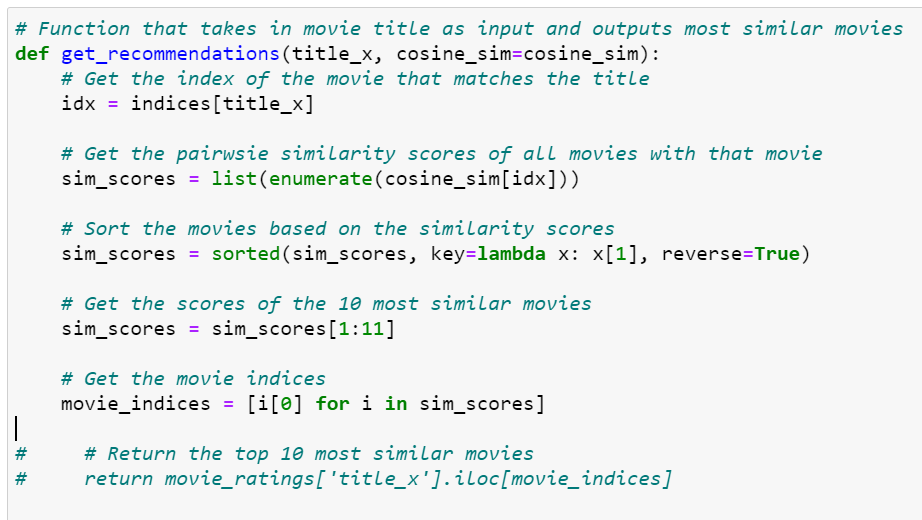 # Function that takes in movie title as input and outputs most similar movies
def get_recommendations(title_x, cosine_sim=cosine_sim):
    # Get the index of the movie that matches the title
    idx = indices[title_x]
    # Get the pairwsie similarity scores of all movies with that movie
    sim_scores = list(enumerate(cosine_sim[idx]))
    # Sort the movies based on the similarity scores
    sim_scores = sorted(sim_scores, key=lambda x: x[1], reverse=True)
    # Get the scores of the 10 most similar movies
    sim_scores = sim_scores[1:11]
    # Get the movie indices
    movie_indices = [i[0] for i in sim_scores]
#     # Return the top 10 most similar movies
#     return movie_ratings['title_x'].iloc[movie_indices]